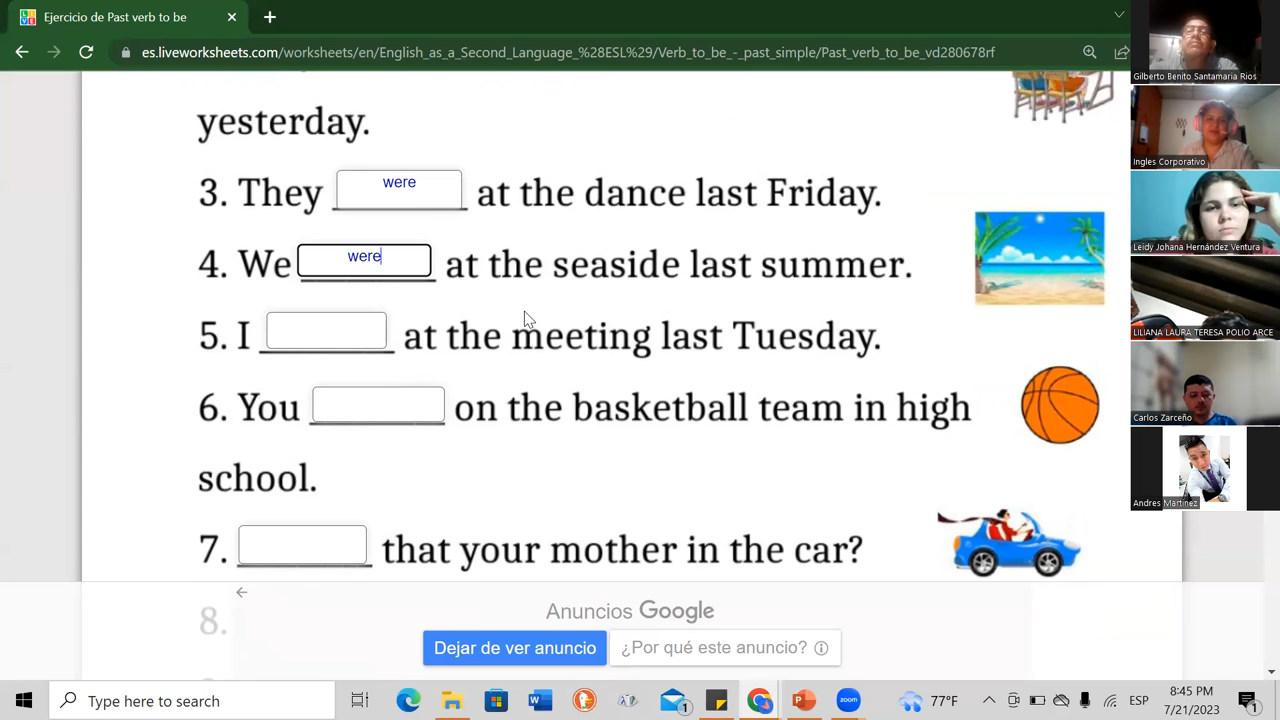 Ejercicio de Past verb to be
es.liveworksheets.com/worksheets/en/English_as_a_Second_Language_%28ESL%29/Verb_to_be_-_past_simple/Past_verb_to_be_vd280678rf
Gilberto Benito Santamaria Rios
yesterday.
Ingles Corporativo
3. They were at the dance last Friday.
Leidy Johana Hernández Ventura
4. We were at the seaside last summer.
5. I at the meeting last Tuesday.
LILIANA LAURA TERESA POLIO ARCE
6. You on the basketball team in high
Carlos Zarceño
school.
Andres Martinez
7. that your mother in the car?
8.
Anuncios Google
Dejar de ver anuncio
¿Por qué este anuncio?
Type here to search
1
zoom
77°F
ESP
8:45 PM
7/21/2023
1